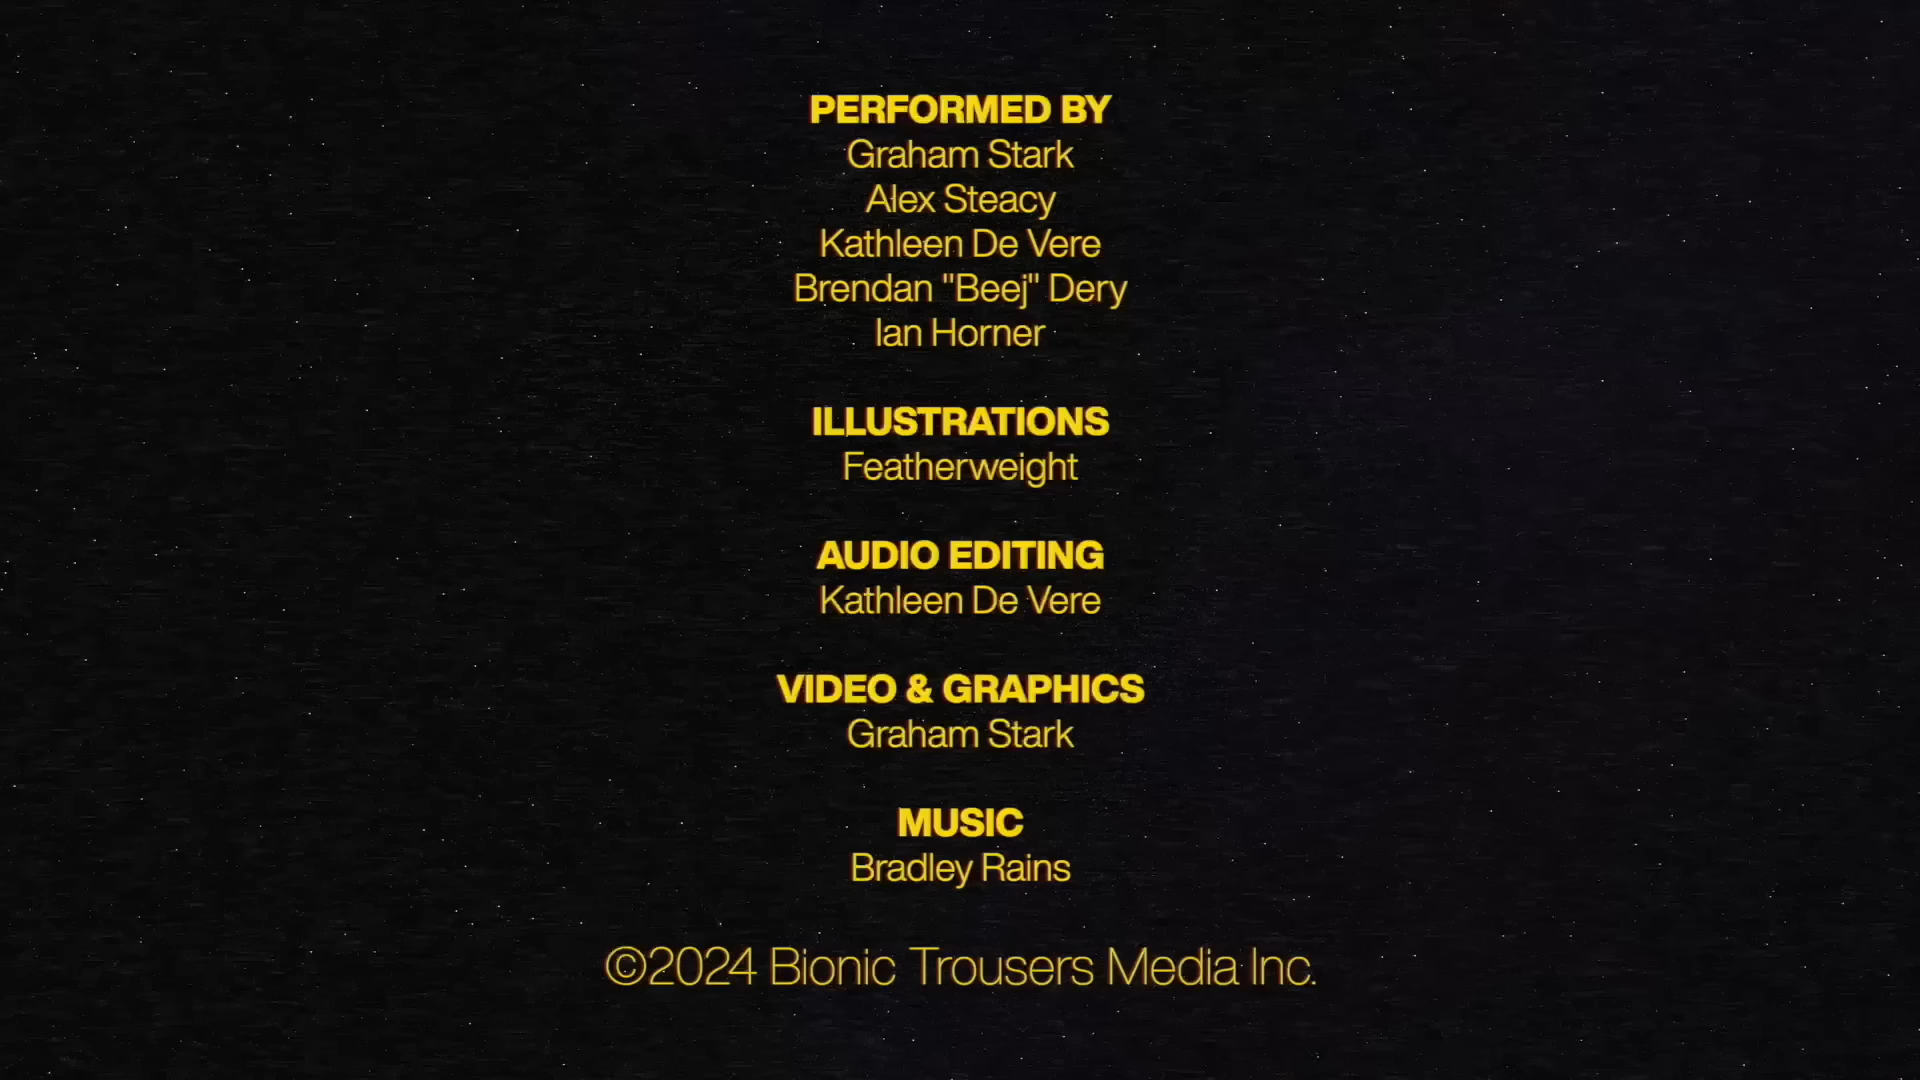 PERFORMED BY
Graham Stark
Alex Steacy
Kathleen De Vere
Brendan "Beej" Dery
Ian Horner
ILLUSTRATIONS
Featherweight
AUDIO EDITING
Kathleen De Vere
VIDEO & GRAPHICS
Graham Stark
MUSIC
Bradley Rains
©2024 Bionic Trousers Media Inc.